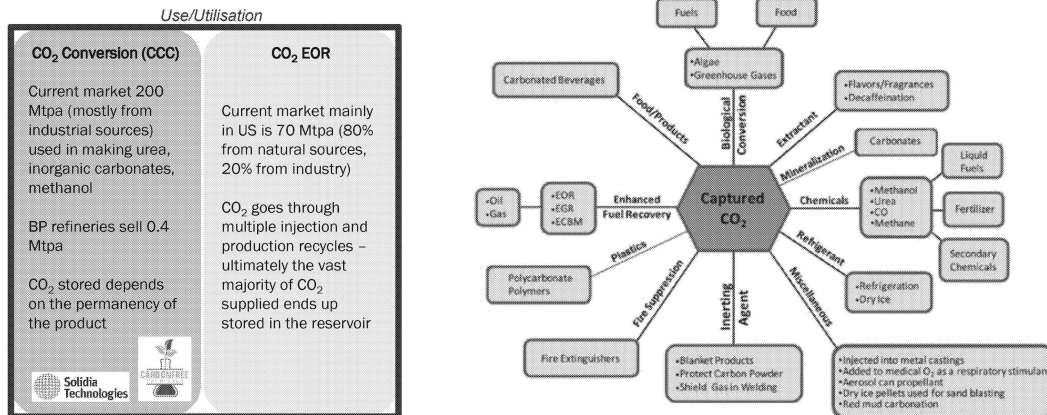 Use/Utilisation
CO₂ Conversion (CCC)
Current market 200
Mtpa (mostly from
industrial sources)
used in making urea,
inorganic carbonates,
methanol
BP refineries sell 0.4
Mtpa
CO₂ stored depends
on the permanency of
the product
Solidia
Technologies
CARBONFREE
CO₂ EOR
Current market mainly
in US is 70 Mtpa (80%
from natural sources,
20% from industry)
CO₂ goes through
multiple injection and
production recycles –
ultimately the vast
majority of CO₂
supplied ends up
stored in the reservoir
Fuels
Food
•Algae
•Greenhouse Gases
Biological
Conversion
Carbonated Beverages
Food/Products
•Flavors/Fragrances
•Decaffeination
Extractant
Carbonates
Mineralization
Captured
CO₂
Chemicals
•Methanol
•Urea
•CO
•Methane
Liquid
Fuels
Fertilizer
Secondary
Chemicals
•Oil
•Gas
•EOR
•EGR
•ECBM
Enhanced
Fuel Recovery
Plastics
Polycarbonate
Polymers
Refrigerant
•Refrigeration
•Dry Ice
Fire Suppression
Fire Extinguishers
Inerting
Agent
•Blanket Products
•Protect Carbon Powder
•Shield Gas in Welding
Miscellaneous
•Injected into metal castings
•Added to medical O₂ as a respiratory stimulan
•Aerosol can propellant
•Dry ice pellets used for sand blasting
•Red mud carbonation